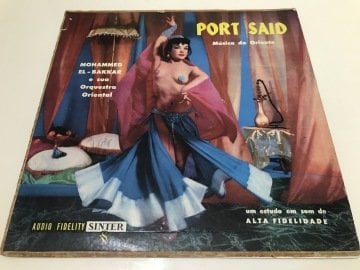 PORT SAID
Música do Oriente
MOHAMMED
EL-BAKKAR
e sua
Orquestra
Oriental
um estudo em som de
ALTA FIDELIDADE
AUDIO FIDELITY SINTER